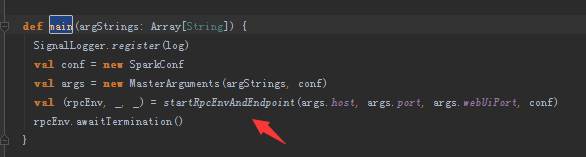 def main(argStrings: Array[String]) {
SignalLogger.register(log)
val conf = new SparkConf
val args = new MasterArguments(argStrings, conf)
val (rpcEnv, _, _) = startRpcEnvAndEndpoint(args.host, args.port, args.webUiPort, conf)
rpcEnv.awaitTermination()
}